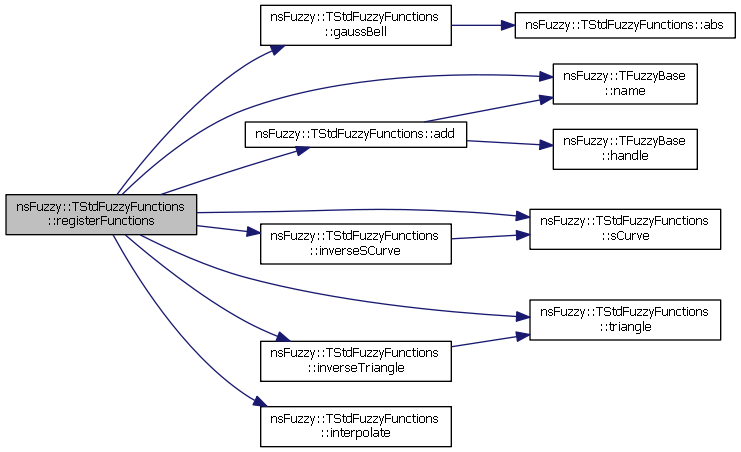 nsFuzzy::TStdFuzzyFunctions
::gaussBell
nsFuzzy::TStdFuzzyFunctions::abs
nsFuzzy::TFuzzyBase
::name
nsFuzzy::TStdFuzzyFunctions::add
nsFuzzy::TFuzzyBase
::handle
nsFuzzy::TStdFuzzyFunctions
::registerFunctions
nsFuzzy::TStdFuzzyFunctions
::inverseSCurve
nsFuzzy::TStdFuzzyFunctions
::sCurve
nsFuzzy::TStdFuzzyFunctions
::triangle
nsFuzzy::TStdFuzzyFunctions
::inverseTriangle
nsFuzzy::TStdFuzzyFunctions
::interpolate